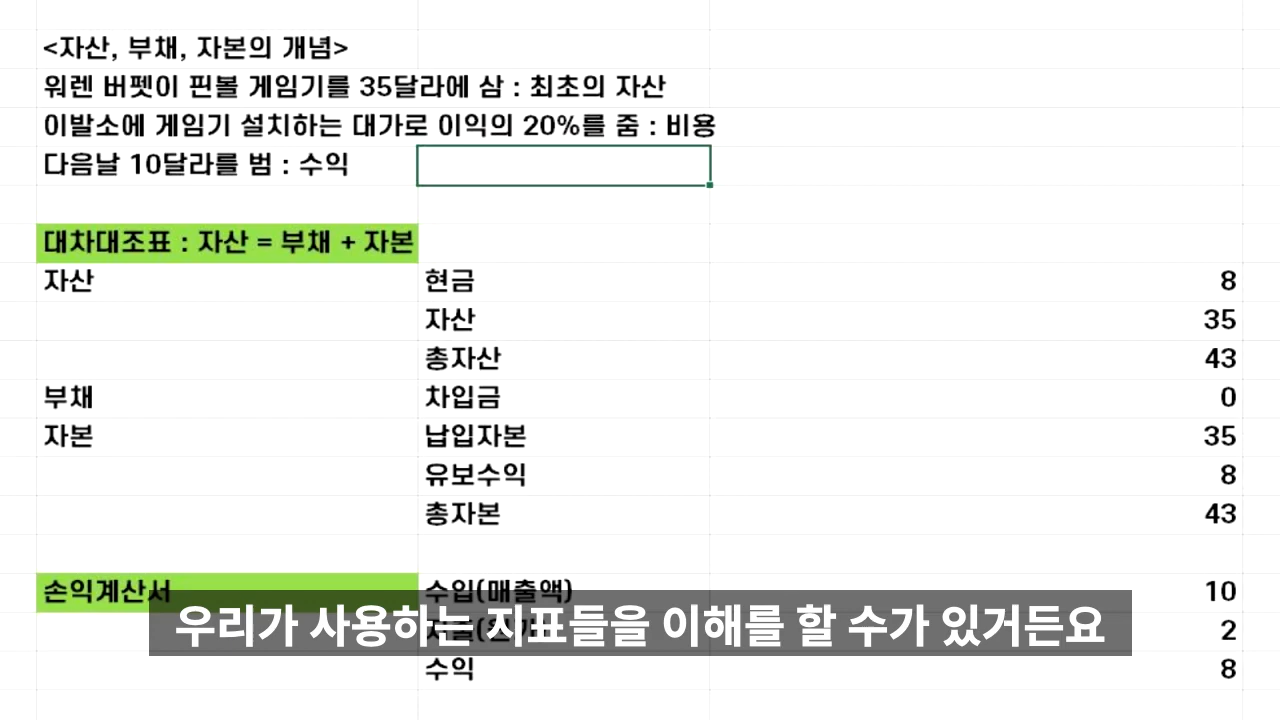 <자산, 부채, 자본의 개념>
워렌 버펫이 핀볼 게임기를 35달라에 삼 : 최초의 자산
이발소에 게임기 설치하는 대가로 이익의 20%를 줌 : 비용
다음날 10달라를 범 : 수익
대차대조표 : 자산 = 부채 + 자본
자산 현금 8
자산 35
총자산 43
부채 차입금 0
자본 납입자본 35
유보수익 8
총자본 43
손익계산서 수입(매출액) 10
2
우리가 사용하는 지표들을 이해를 할 수가 있거든요
수익 8